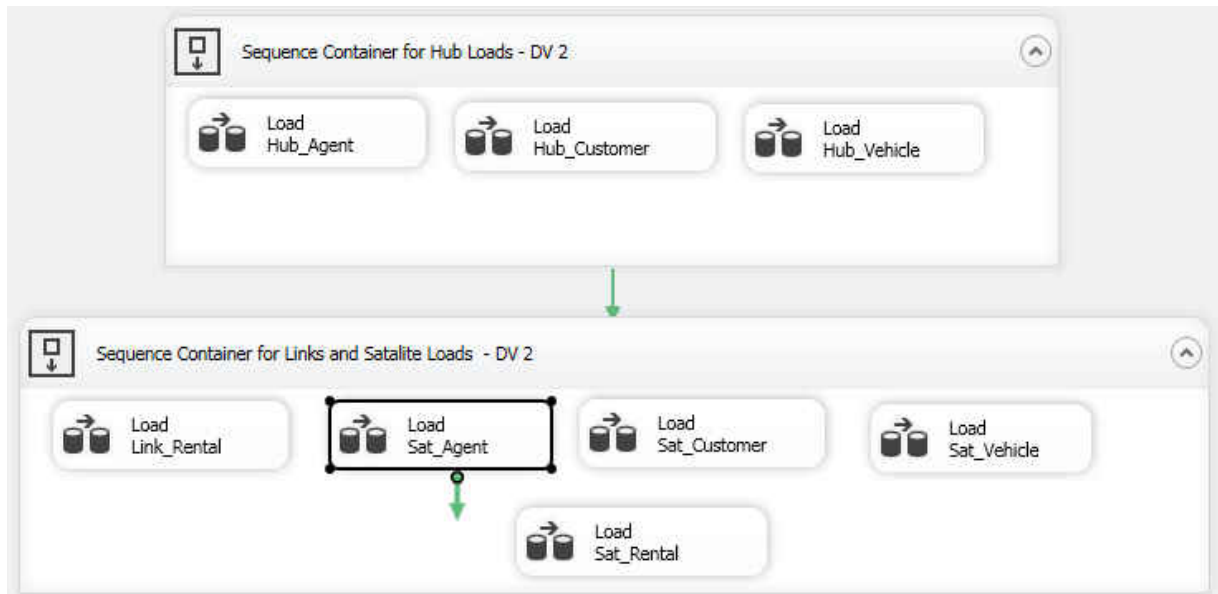 Sequence Container for Hub Loads - DV 2
Load
Hub_Agent
Load
Hub_Customer
Load
Hub_Vehicle
Sequence Container for Links and Satalite Loads - DV 2
Load
Link_Rental
Load
Sat_Agent
Load
Sat_Customer
Load
Sat_Vehicle
Load
Sat_Rental